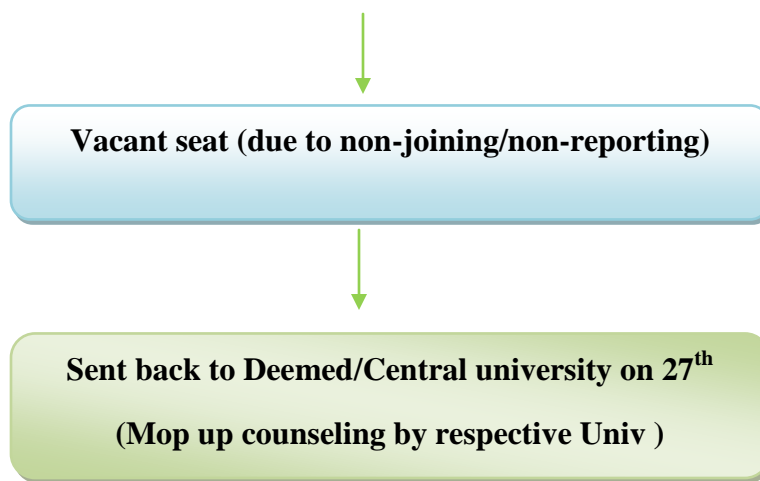 Vacant seat (due to non-joining/non-reporting)
Sent back to Deemed/Central university on 27th
(Mop up counseling by respective Univ )